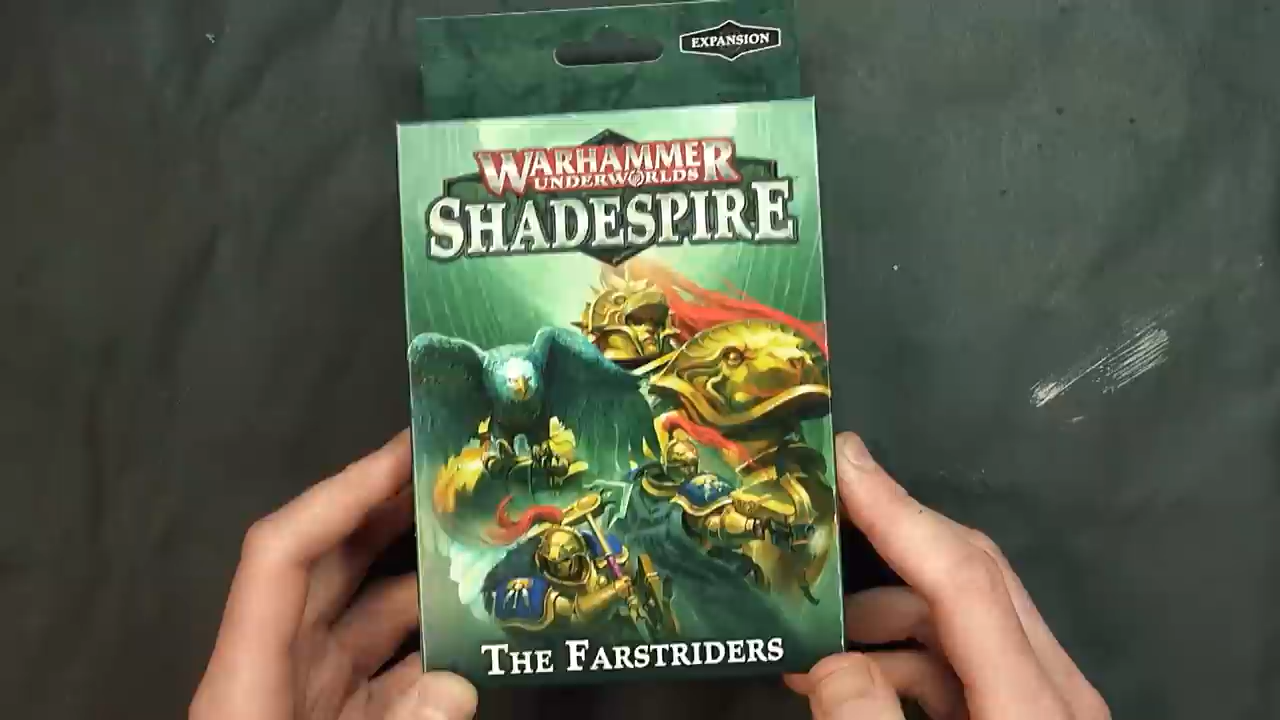 EXPANSION
WARHAMMER
UNDERWORLDS
SHADESPIRE
THE FARSTRIDERS